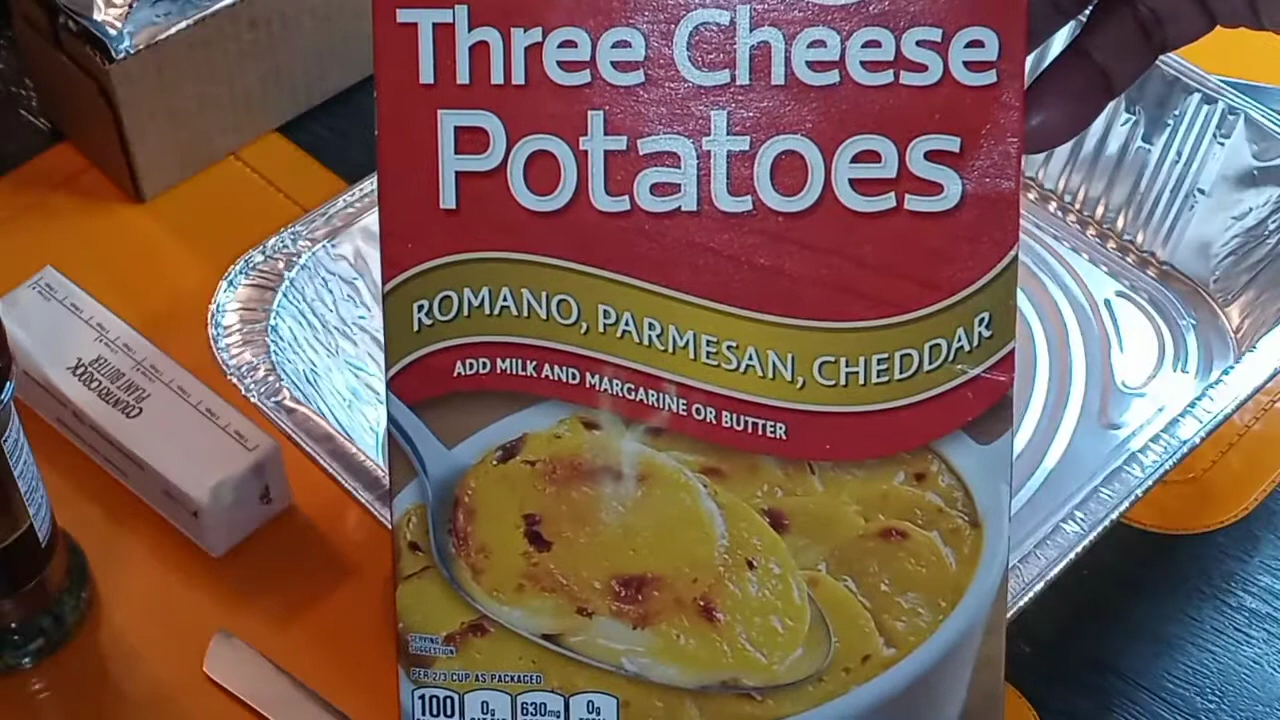 Three Cheese
Potatoes
ROMANO, PARMESAN, CHEDDAR
ADD MILK AND MARGARINE OR BUTTER
COUNTRY CROCK
PLANT BUTTER
SERVING
SUGGESTION
PER 2/3 CUP AS PACKAGED
100
0g
630mg
0g